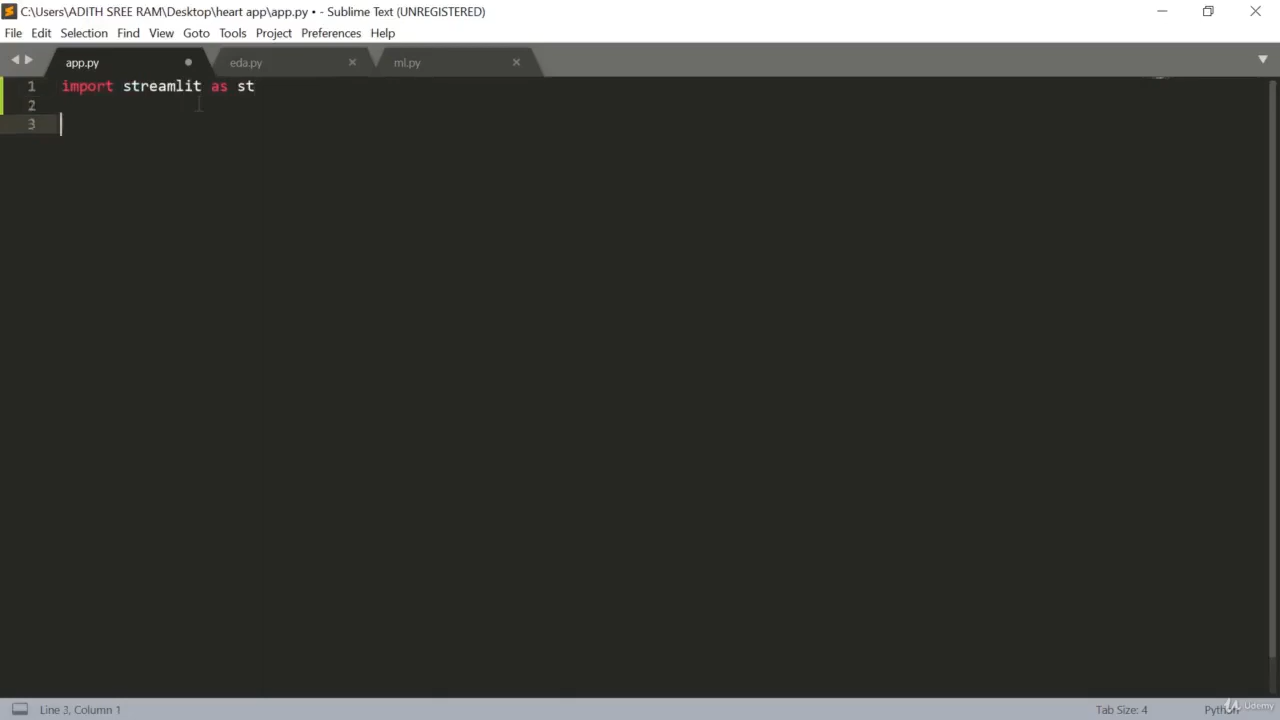 C:\Users\ADITH SREE RAM\Desktop\heart app\app.py • - Sublime Text (UNREGISTERED)
File Edit Selection Find View Goto Tools Project Preferences Help
app.py eda.py ml.py
1 import streamlit as st
2
3
Line 3, Column 1 Tab Size: 4 Python
Udemy